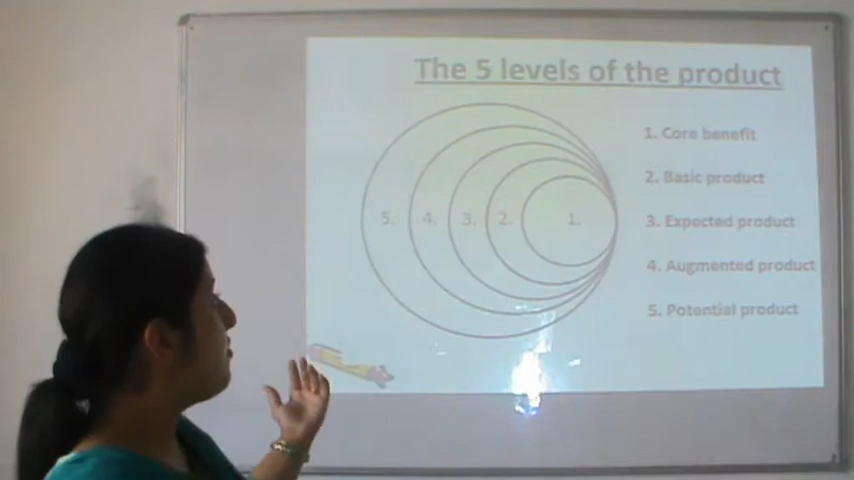 The 5 levels of the product
5. 4. 3. 2. 1.
1. Core benefit
2. Basic product
3. Expected product
4. Augmented product
5. Potential product